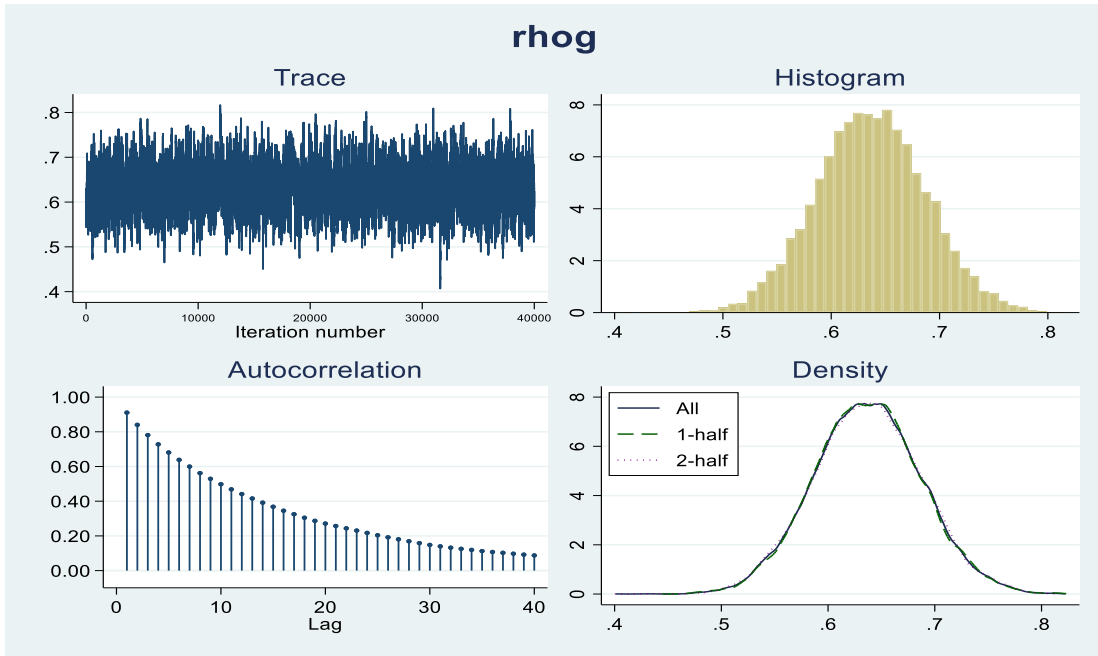 rhog
Trace
.8
.7
.6
.5
.4
0 10000 20000 30000 40000
Iteration number
Histogram
8
6
4
2
0
.4 .5 .6 .7 .8
Autocorrelation
1.00
0.80
0.60
0.40
0.20
0.00
0 10 20 30 40
Lag
Density
8
6
4
2
0
All
1-half
2-half
.4 .5 .6 .7 .8